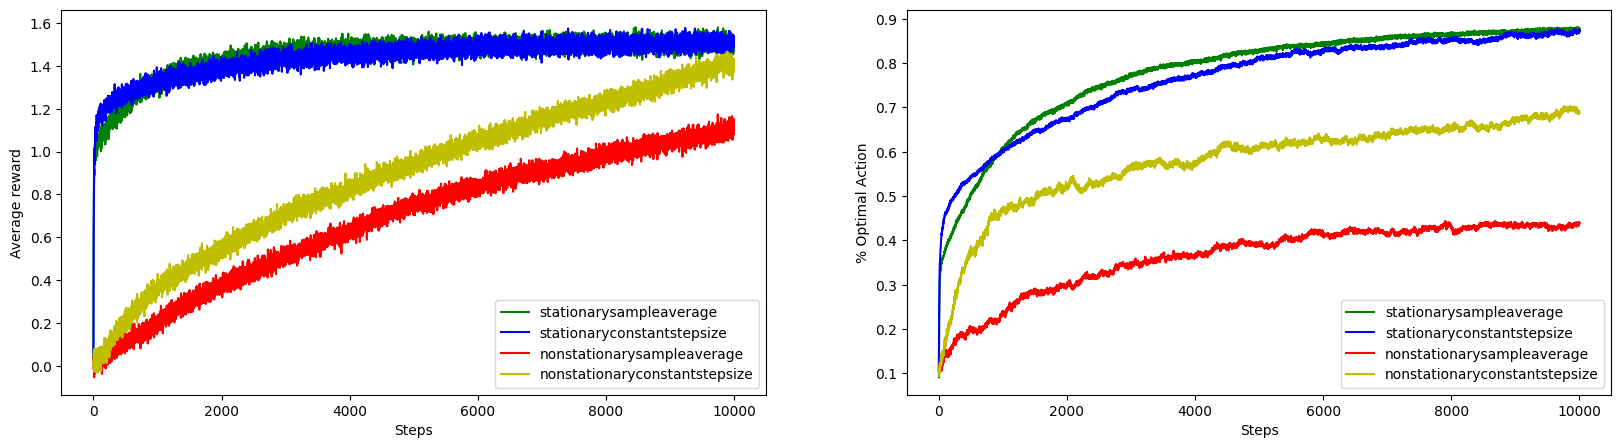 Average reward
1.6
1.4
1.2
1.0
0.8
0.6
0.4
0.2
0.0
0
2000
4000
6000
8000
10000
Steps
stationarysampleaverage
stationaryconstantstepsize
nonstationarysampleaverage
nonstationaryconstantstepsize
% Optimal Action
0.9
0.8
0.7
0.6
0.5
0.4
0.3
0.2
0.1
0
2000
4000
6000
8000
10000
Steps
stationarysampleaverage
stationaryconstantstepsize
nonstationarysampleaverage
nonstationaryconstantstepsize